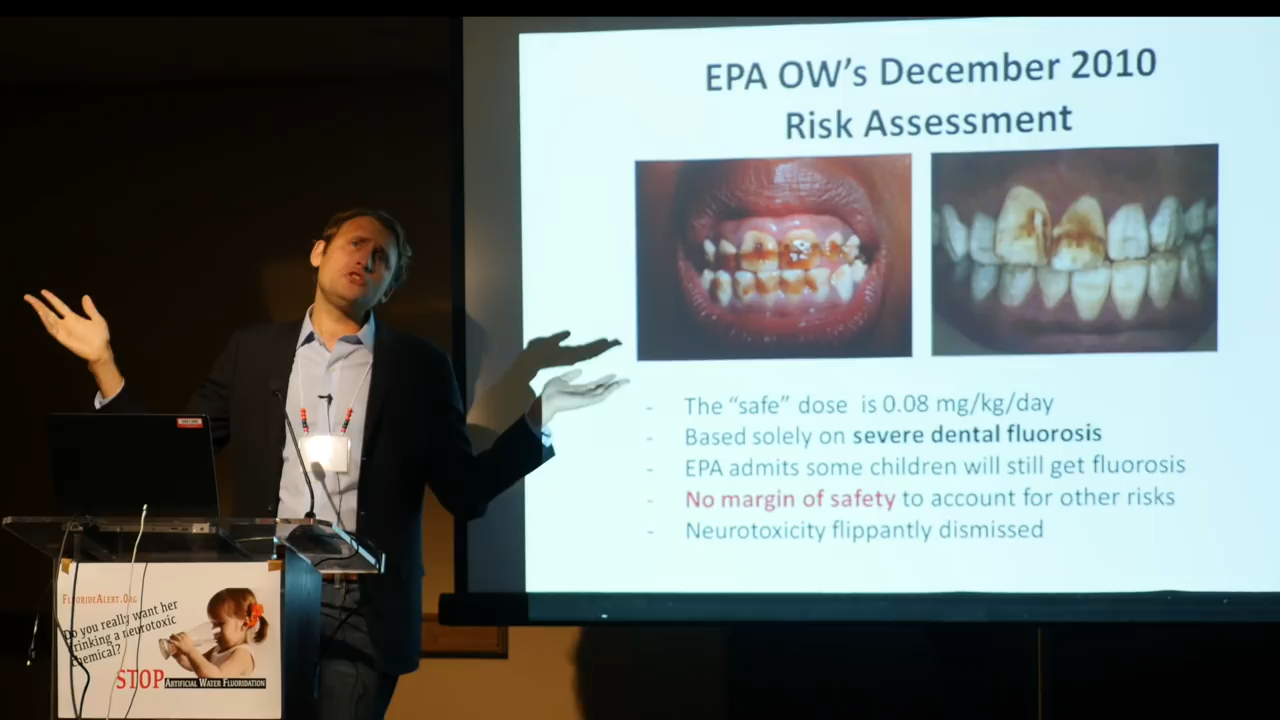 EPA OW's December 2010
Risk Assessment
- The "safe" dose is 0.08 mg/kg/day
- Based solely on severe dental fluorosis
- EPA admits some children will still get fluorosis
- No margin of safety to account for other risks
- Neurotoxicity flippantly dismissed
FluorideAlert.Org
Do you really want her
drinking a neurotoxic
chemical?
STOP Artificial Water Fluoridation